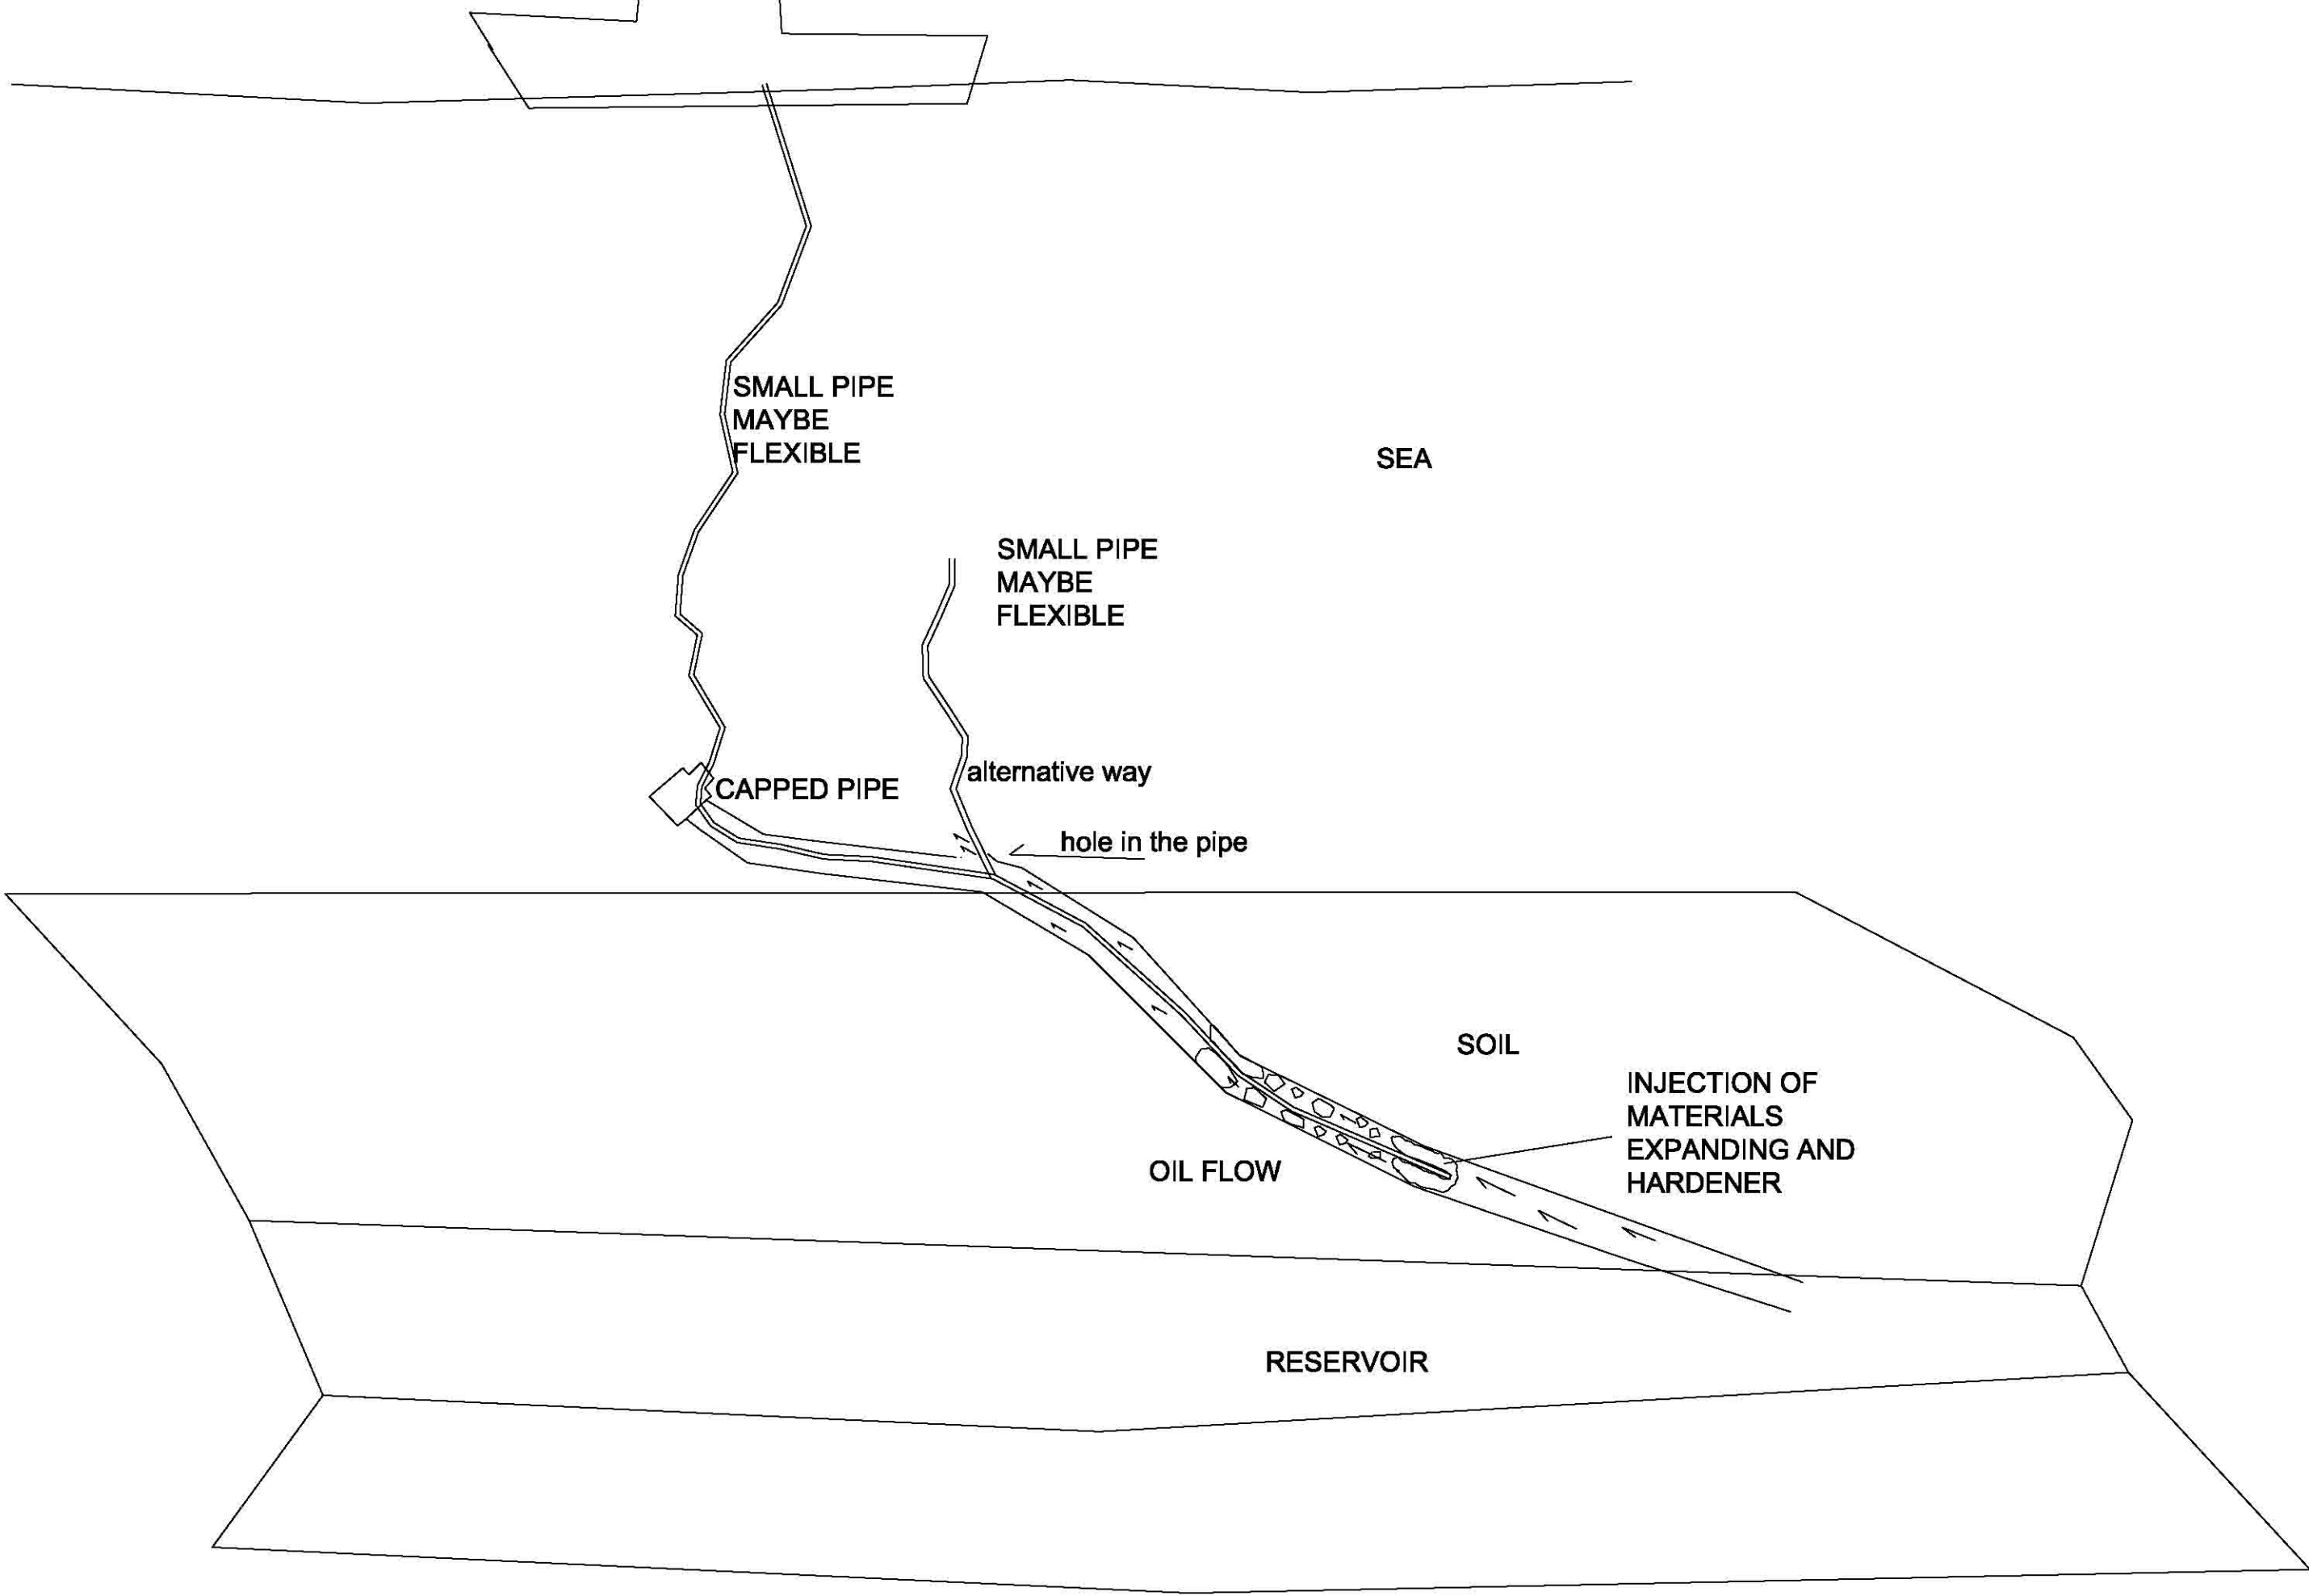 SMALL PIPE
MAYBE
FLEXIBLE
SEA
SMALL PIPE
MAYBE
FLEXIBLE
alternative way
CAPPED PIPE
hole in the pipe
SOIL
INJECTION OF
MATERIALS
EXPANDING AND
HARDENER
OIL FLOW
RESERVOIR